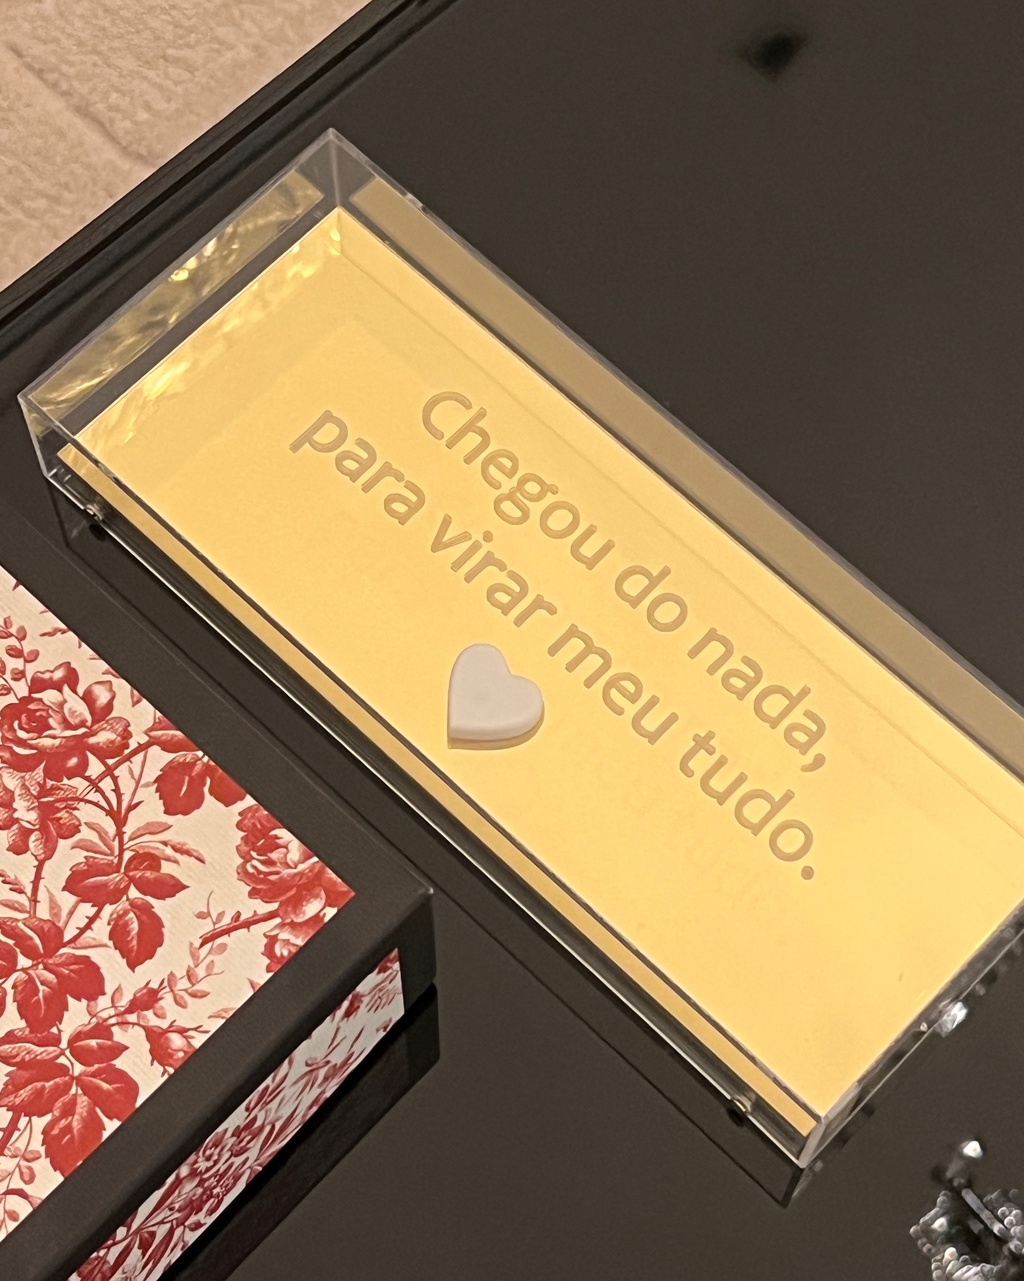 Chegou do nada,
para virar meu tudo.